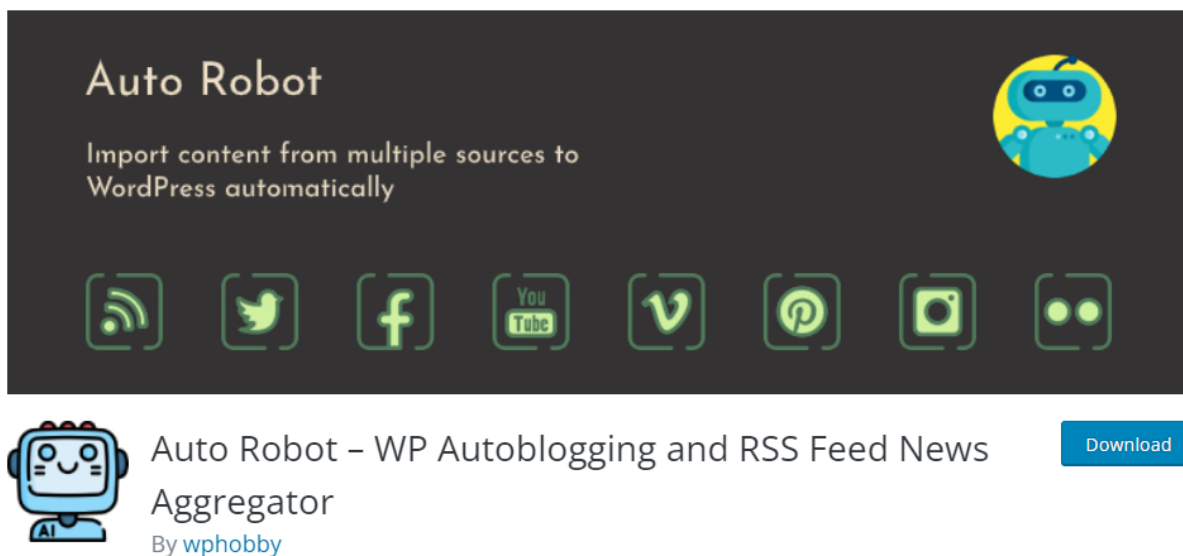 Auto Robot
Import content from multiple sources to
WordPress automatically
You
Tube
Auto Robot – WP Autoblogging and RSS Feed News
Aggregator
Download
AI
By wphobby